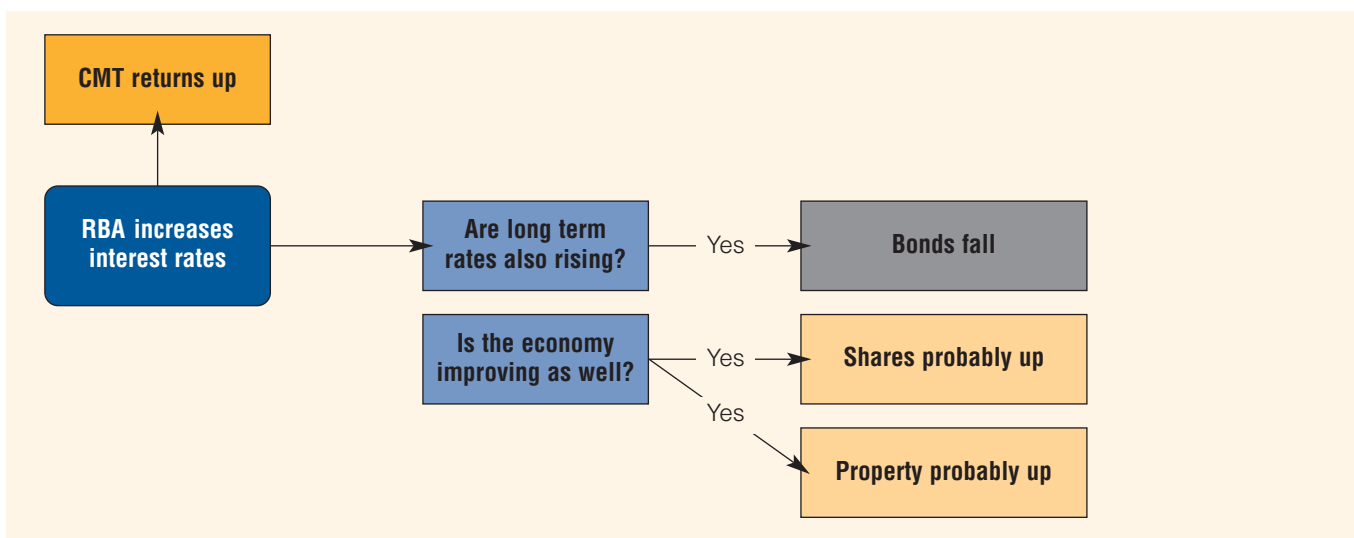 CMT returns up
RBA increases
interest rates
Are long term
rates also rising?
Yes
Bonds fall
Is the economy
improving as well?
Yes
Shares probably up
Yes
Property probably up